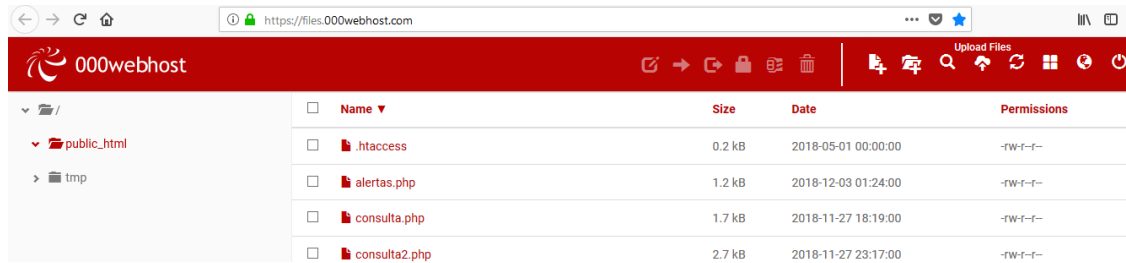 https://files.000webhost.com
000webhost
Upload Files
/
public_html
tmp
Name ▼ Size Date Permissions
.htaccess 0.2 kB 2018-05-01 00:00:00 -rw-r--r--
alertas.php 1.2 kB 2018-12-03 01:24:00 -rw-r--r--
consulta.php 1.7 kB 2018-11-27 18:19:00 -rw-r--r--
consulta2.php 2.7 kB 2018-11-27 23:17:00 -rw-r--r--